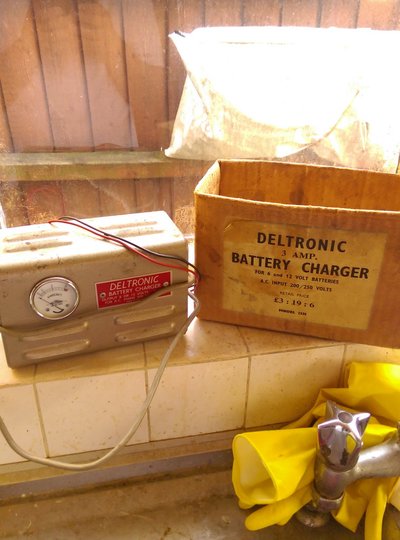 DELTRONIC
BATTERY CHARGER
DELTRONIC
3 AMP.
BATTERY CHARGER
FOR 6 and 12 VOLT BATTERIES
A.C. INPUT 200/250 VOLTS
RETAIL PRICE
£3:19:6